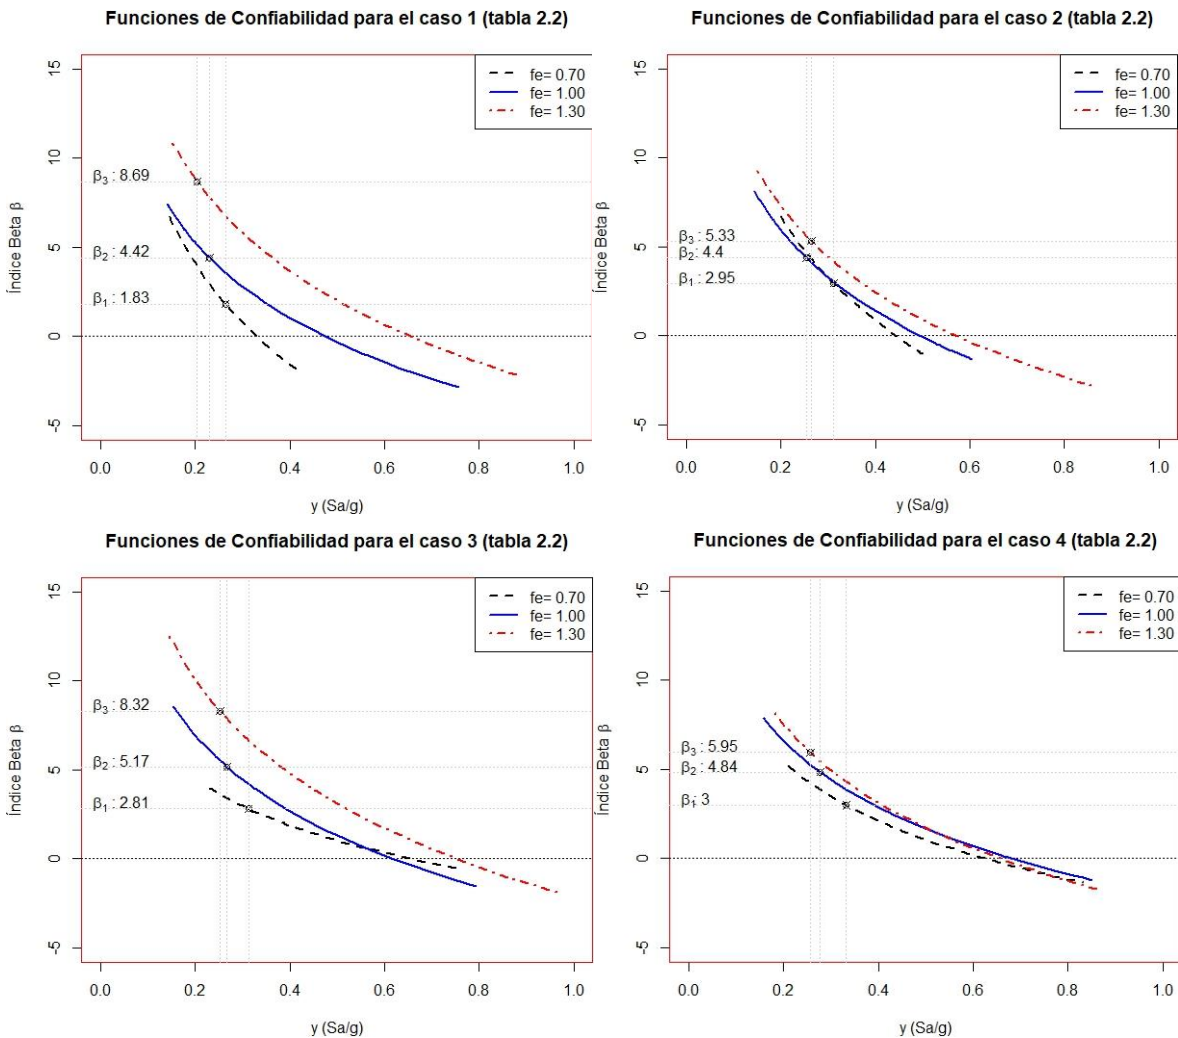 Funciones de Confiabilidad para el caso 1 (tabla 2.2)
fe= 0.70
fe= 1.00
fe= 1.30
15
10
5
0
-5
Índice Beta β
β3 : 8.69
β2 : 4.42
β1 : 1.83
0.0 0.2 0.4 0.6 0.8 1.0
y (Sa/g)
Funciones de Confiabilidad para el caso 2 (tabla 2.2)
fe= 0.70
fe= 1.00
fe= 1.30
15
10
5
0
-5
Índice Beta β
β3 : 5.33
β2 : 4.4
β1 : 2.95
0.0 0.2 0.4 0.6 0.8 1.0
y (Sa/g)
Funciones de Confiabilidad para el caso 3 (tabla 2.2)
fe= 0.70
fe= 1.00
fe= 1.30
15
10
5
0
-5
Índice Beta β
β3 : 8.32
β2 : 5.17
β1 : 2.81
0.0 0.2 0.4 0.6 0.8 1.0
y (Sa/g)
Funciones de Confiabilidad para el caso 4 (tabla 2.2)
fe= 0.70
fe= 1.00
fe= 1.30
15
10
5
0
-5
Índice Beta β
β3 : 5.95
β2 : 4.84
β1 : 3
0.0 0.2 0.4 0.6 0.8 1.0
y (Sa/g)